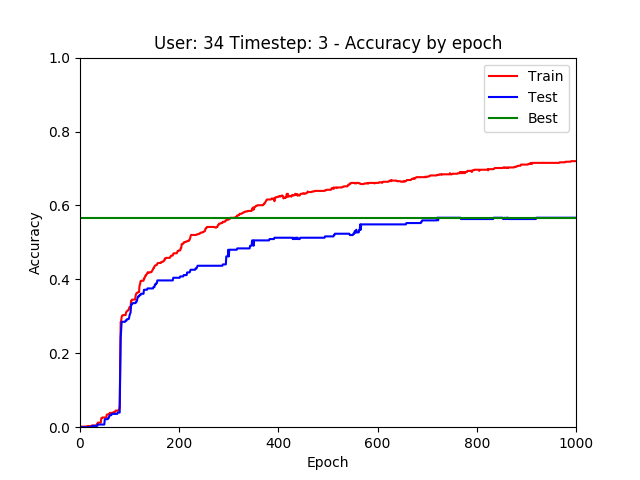 User: 34 Timestep: 3 - Accuracy by epoch
1.0
0.8
0.6
0.4
0.2
0.0
Accuracy
Train
Test
Best
0 200 400 600 800 1000
Epoch